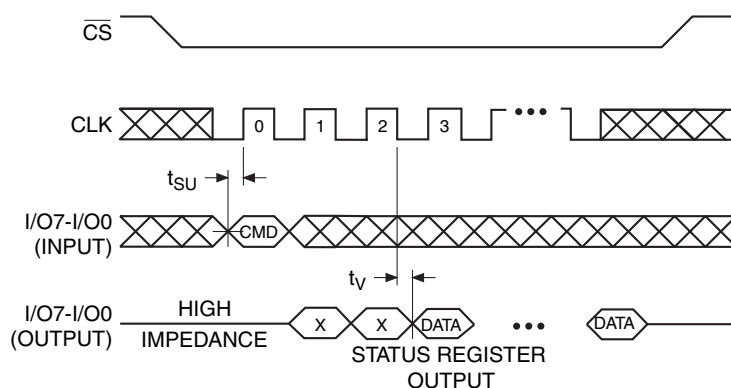 CS
CLK
0 1 2 3
tSU
I/O7-I/O0
(INPUT)
CMD
tV
I/O7-I/O0
(OUTPUT)
HIGH
IMPEDANCE
X X DATA DATA
STATUS REGISTER
OUTPUT